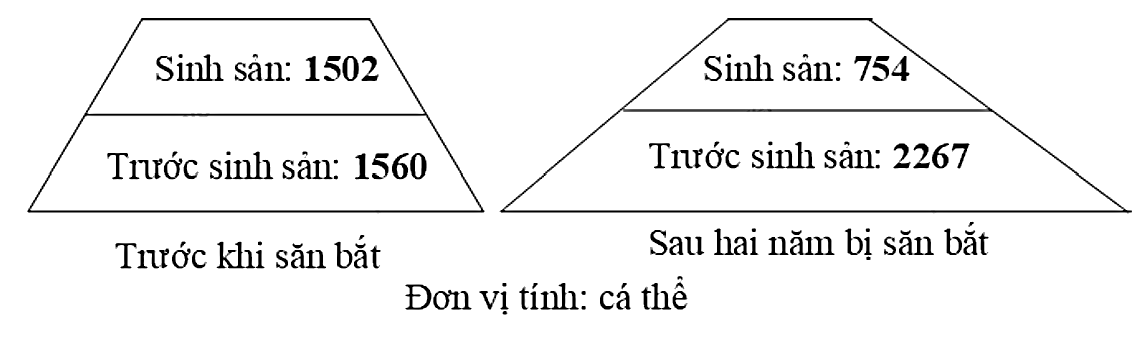 Sinh sản: 1502
Trước sinh sản: 1560
Trước khi săn bắt
Sinh sản: 754
Trước sinh sản: 2267
Sau hai năm bị săn bắt
Đơn vị tính: cá thể